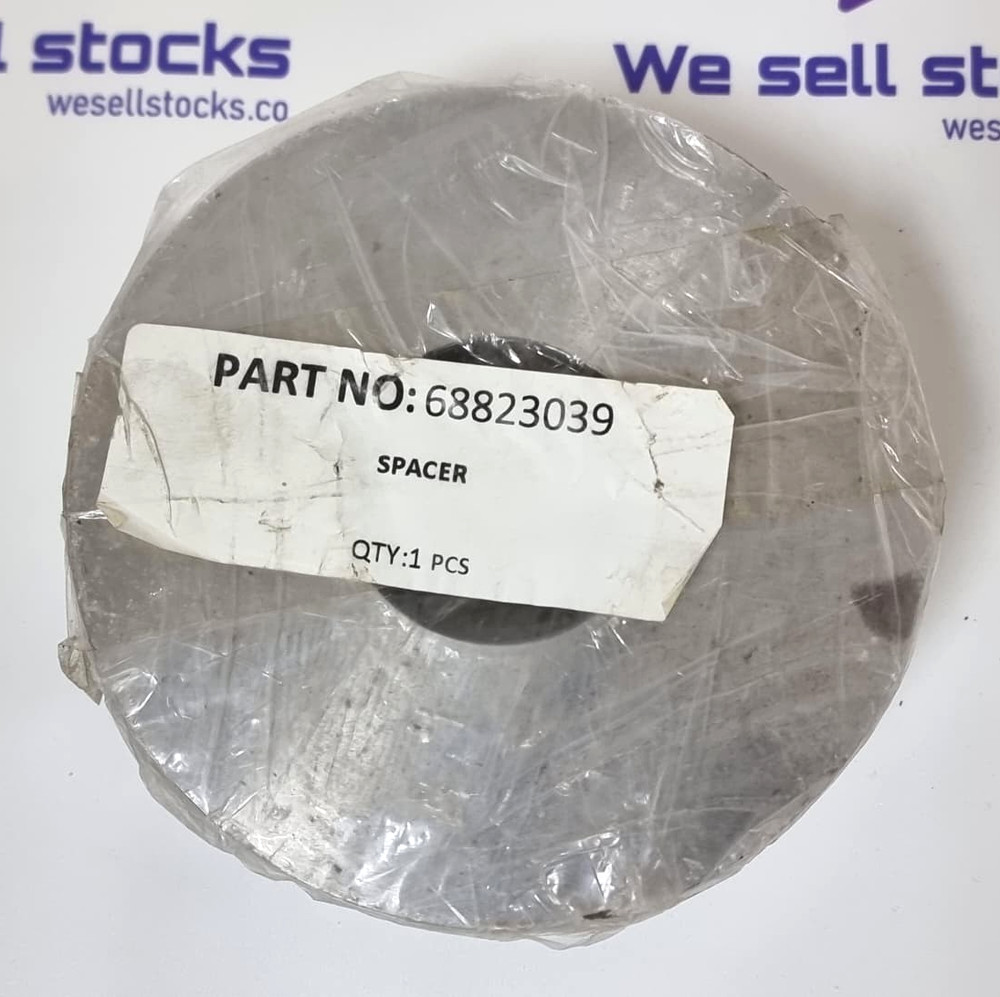 l stocks
wesellstocks.co
We sell st
wes
PART NO: 68823039
SPACER
QTY:1 PCS